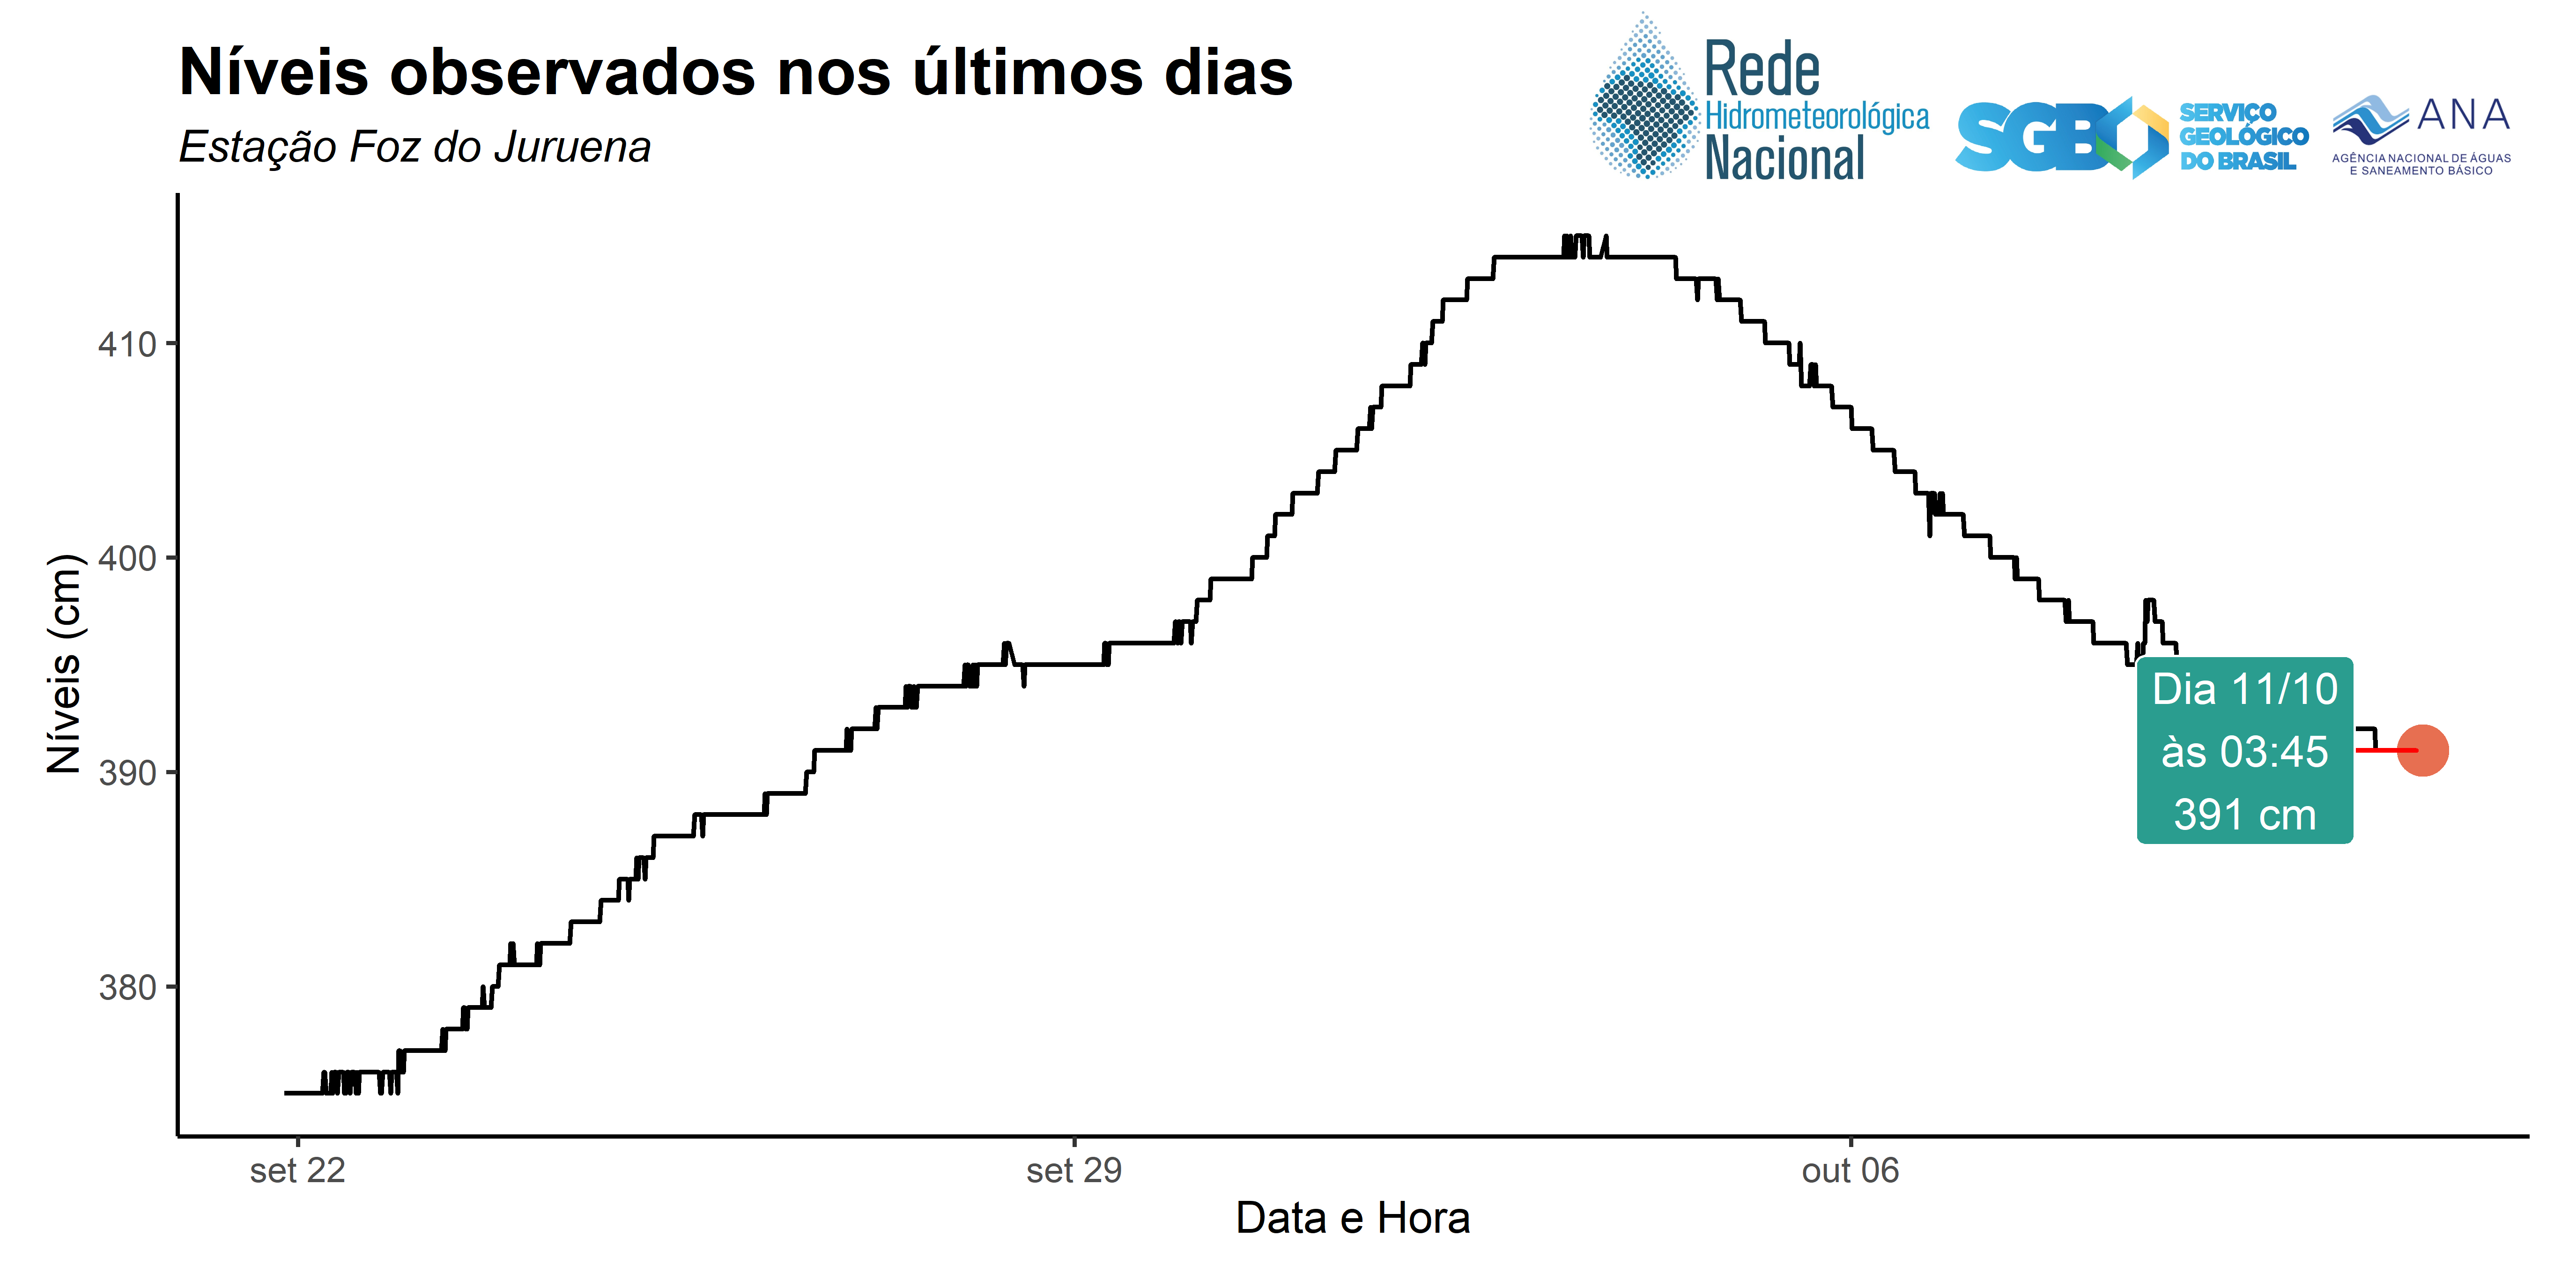 Níveis observados nos últimos dias
Estação Foz do Juruena
Rede
Hidrometeorológica
Nacional
SGB
SERVIÇO
GEOLÓGICO
DO BRASIL
ANA
AGÊNCIA NACIONAL DE ÁGUAS
E SANEAMENTO BÁSICO
Níveis (cm)
410
400
390
380
Dia 11/10
às 03:45
391 cm
set 22
set 29
out 06
Data e Hora